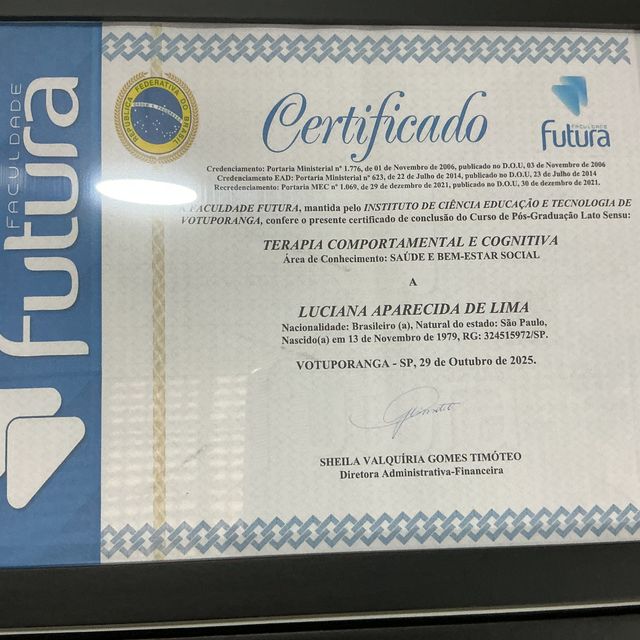 FACULDADE
futura
REPÚBLICA FEDERATIVA DO BRASIL
Certificado
FACULDADE
futura
Credenciamento: Portaria Ministerial nº 1.776, de 01 de Novembro de 2006, publicado no D.O.U, 03 de Novembro de 2006
Credenciamento EAD: Portaria Ministerial nº 623, de 22 de Julho de 2014, publicado no D.O.U, 23 de Julho de 2014
Recredenciamento: Portaria MEC nº 1.069, de 29 de dezembro de 2021, publicado no D.O.U, 30 de dezembro de 2021.
A FACULDADE FUTURA, mantida pelo INSTITUTO DE CIÊNCIA EDUCAÇÃO E TECNOLOGIA DE
VOTUPORANGA, confere o presente certificado de conclusão do Curso de Pós-Graduação Lato Sensu:
TERAPIA COMPORTAMENTAL E COGNITIVA
Área de Conhecimento: SAÚDE E BEM-ESTAR SOCIAL
A
LUCIANA APARECIDA DE LIMA
Nacionalidade: Brasileiro (a), Natural do estado: São Paulo,
Nascido(a) em 13 de Novembro de 1979, RG: 324515972/SP.
VOTUPORANGA - SP, 29 de Outubro de 2025.
SHEILA VALQUÍRIA GOMES TIMÓTEO
Diretora Administrativa-Financeira